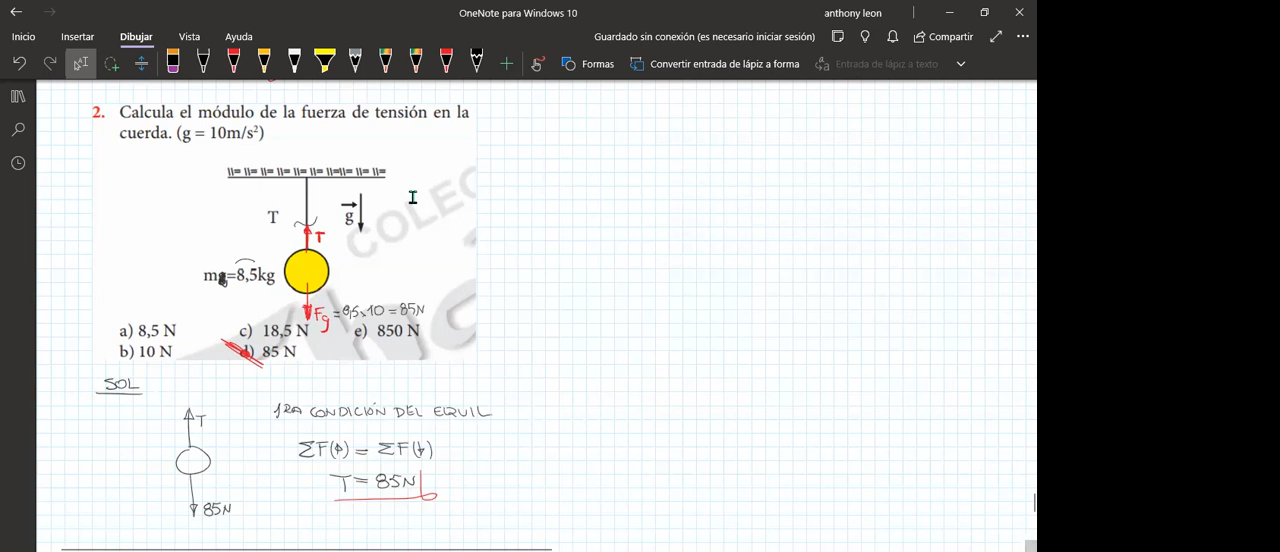 OneNote para Windows 10
anthony leon
Inicio Insertar Dibujar Vista Ayuda
Guardado sin conexión (es necesario iniciar sesión)
Compartir
Formas
Convertir entrada de lápiz a forma
Entrada de lápiz a texto
2. Calcula el módulo de la fuerza de tensión en la
cuerda. (g = 10m/s²)
T
g
T
m=8,5kg
Fg = 8,5x10 = 85N
a) 8,5 N c) 18,5 N e) 850 N
b) 10 N d) 85 N
COLEG
SOL
T
85N
1RA CONDICIÓN DEL EQUIL
ΣF(↑) = ΣF(↓)
T = 85N